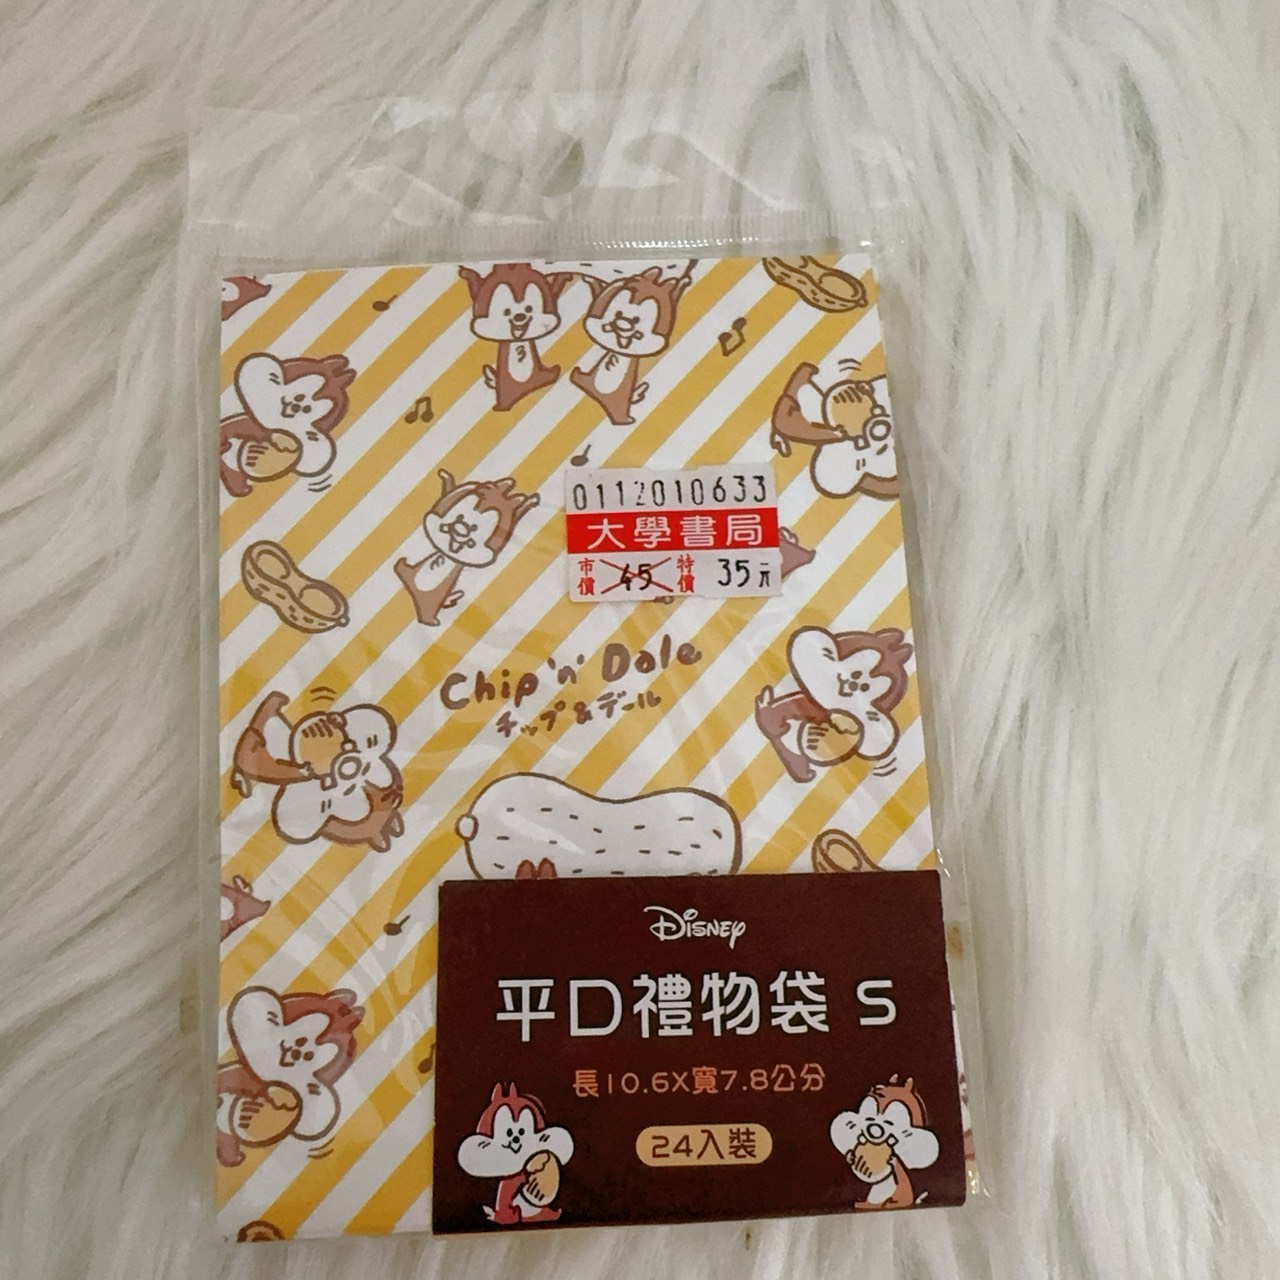 0112010633
大學書局
市價 45 特價 35元
Chip 'n' Dale
チップ&デール
Disney
平口禮物袋 S
長10.6X寬7.8公分
24入裝